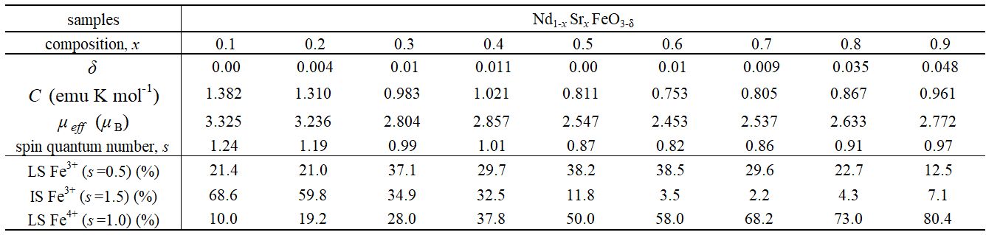 samples Nd1-x Srx FeO3-δ
composition, x 0.1 0.2 0.3 0.4 0.5 0.6 0.7 0.8 0.9
δ 0.00 0.004 0.01 0.011 0.00 0.01 0.009 0.035 0.048
C (emu K mol-1) 1.382 1.310 0.983 1.021 0.811 0.753 0.805 0.867 0.961
μeff (μB) 3.325 3.236 2.804 2.857 2.547 2.453 2.537 2.633 2.772
spin quantum number, s 1.24 1.19 0.99 1.01 0.87 0.82 0.86 0.91 0.97
LS Fe3+ (s=0.5) (%) 21.4 21.0 37.1 29.7 38.2 38.5 29.6 22.7 12.5
IS Fe3+ (s=1.5) (%) 68.6 59.8 34.9 32.5 11.8 3.5 2.2 4.3 7.1
LS Fe4+ (s=1.0) (%) 10.0 19.2 28.0 37.8 50.0 58.0 68.2 73.0 80.4